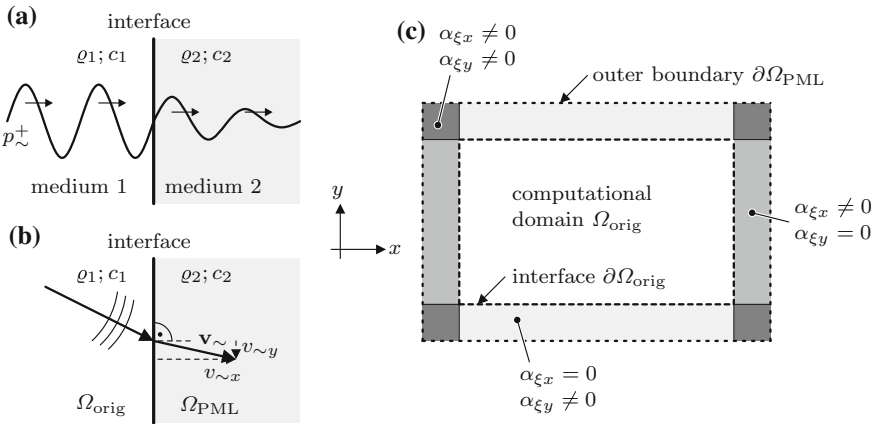 (a)
interface
ϱ1; c1
ϱ2; c2
p∼+
medium 1
medium 2
(b)
interface
ϱ1; c1
ϱ2; c2
v∼
v∼y
v∼x
Ωorig
ΩPML
y
x
(c)
αξx ≠ 0
αξy ≠ 0
outer boundary ∂ΩPML
computational
domain Ωorig
αξx ≠ 0
αξy = 0
interface ∂Ωorig
αξx = 0
αξy ≠ 0